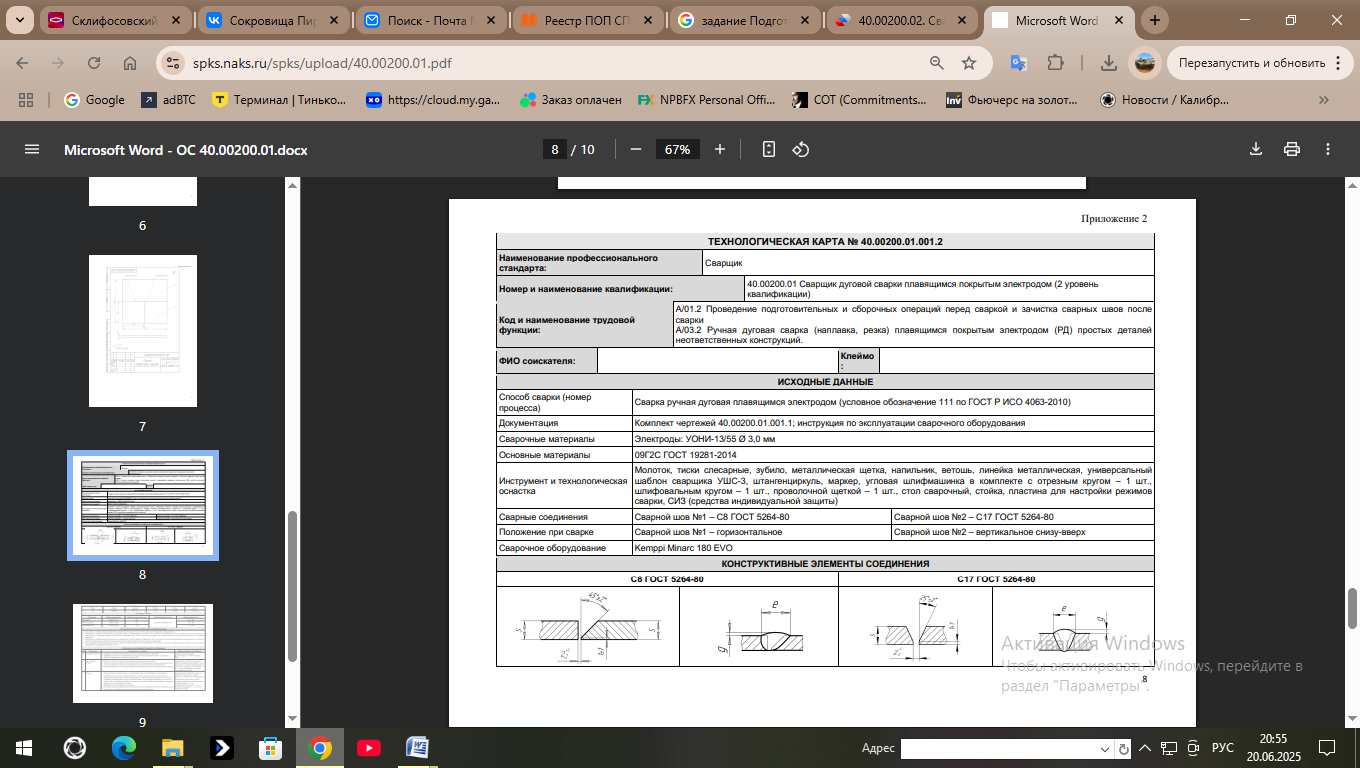 Склифосовский
Сокровища Пир
Поиск - Почта
Реестр ПОП СП
задание Подгот
40.00200.02. Сва
Microsoft Word
spks.naks.ru/spks/upload/40.00200.01.pdf
Перезапустить и обновить
Google
adBTC
Терминал | Тинько...
https://cloud.my.ga...
Заказ оплачен
NPBFX Personal Offi...
COT (Commitments...
Фьючерс на золот...
Новости / Калибр...
Microsoft Word - ОС 40.00200.01.docx
8 / 10
67%
6
7
8
9
Приложение 2
ТЕХНОЛОГИЧЕСКАЯ КАРТА № 40.00200.01.001.2
Наименование профессионального
стандарта:
Сварщик
Номер и наименование квалификации:
40.00200.01 Сварщик дуговой сварки плавящимся покрытым электродом (2 уровень
квалификации)
Код и наименование трудовой
функции:
А/01.2 Проведение подготовительных и сборочных операций перед сваркой и зачистка сварных швов после
сварки
А/03.2 Ручная дуговая сварка (наплавка, резка) плавящимся покрытым электродом (РД) простых деталей
неответственных конструкций.
ФИО соискателя:
Клеймо
:
ИСХОДНЫЕ ДАННЫЕ
Способ сварки (номер
процесса)
Сварка ручная дуговая плавящимся электродом (условное обозначение 111 по ГОСТ Р ИСО 4063-2010)
Документация
Комплект чертежей 40.00200.01.001.1; инструкция по эксплуатации сварочного оборудования
Сварочные материалы
Электроды: УОНИ-13/55 Ø 3,0 мм
Основные материалы
09Г2С ГОСТ 19281-2014
Инструмент и технологическая
оснастка
Молоток, тиски слесарные, зубило, металлическая щетка, напильник, ветошь, линейка металлическая, универсальный
шаблон сварщика УШС-3, штангенциркуль, маркер, угловая шлифмашинка в комплекте с отрезным кругом – 1 шт.,
шлифовальным кругом – 1 шт., проволочной щеткой – 1 шт., стол сварочный, стойка, пластина для настройки режимов
сварки, СИЗ (средства индивидуальной защиты)
Сварные соединения
Сварной шов №1 – С8 ГОСТ 5264-80
Сварной шов №2 – С17 ГОСТ 5264-80
Положение при сварке
Сварной шов №1 – горизонтальное
Сварной шов №2 – вертикальное снизу-вверх
Сварочное оборудование
Kemppi Minarc 180 EVO
КОНСТРУКТИВНЫЕ ЭЛЕМЕНТЫ СОЕДИНЕНИЯ
С8 ГОСТ 5264-80
С17 ГОСТ 5264-80
45±2°
s
s
e
g
s
e
g
8
Активация Windows
Чтобы активировать Windows, перейдите в
раздел "Параметры".
Адрес
РУС
20:55
20.06.2025